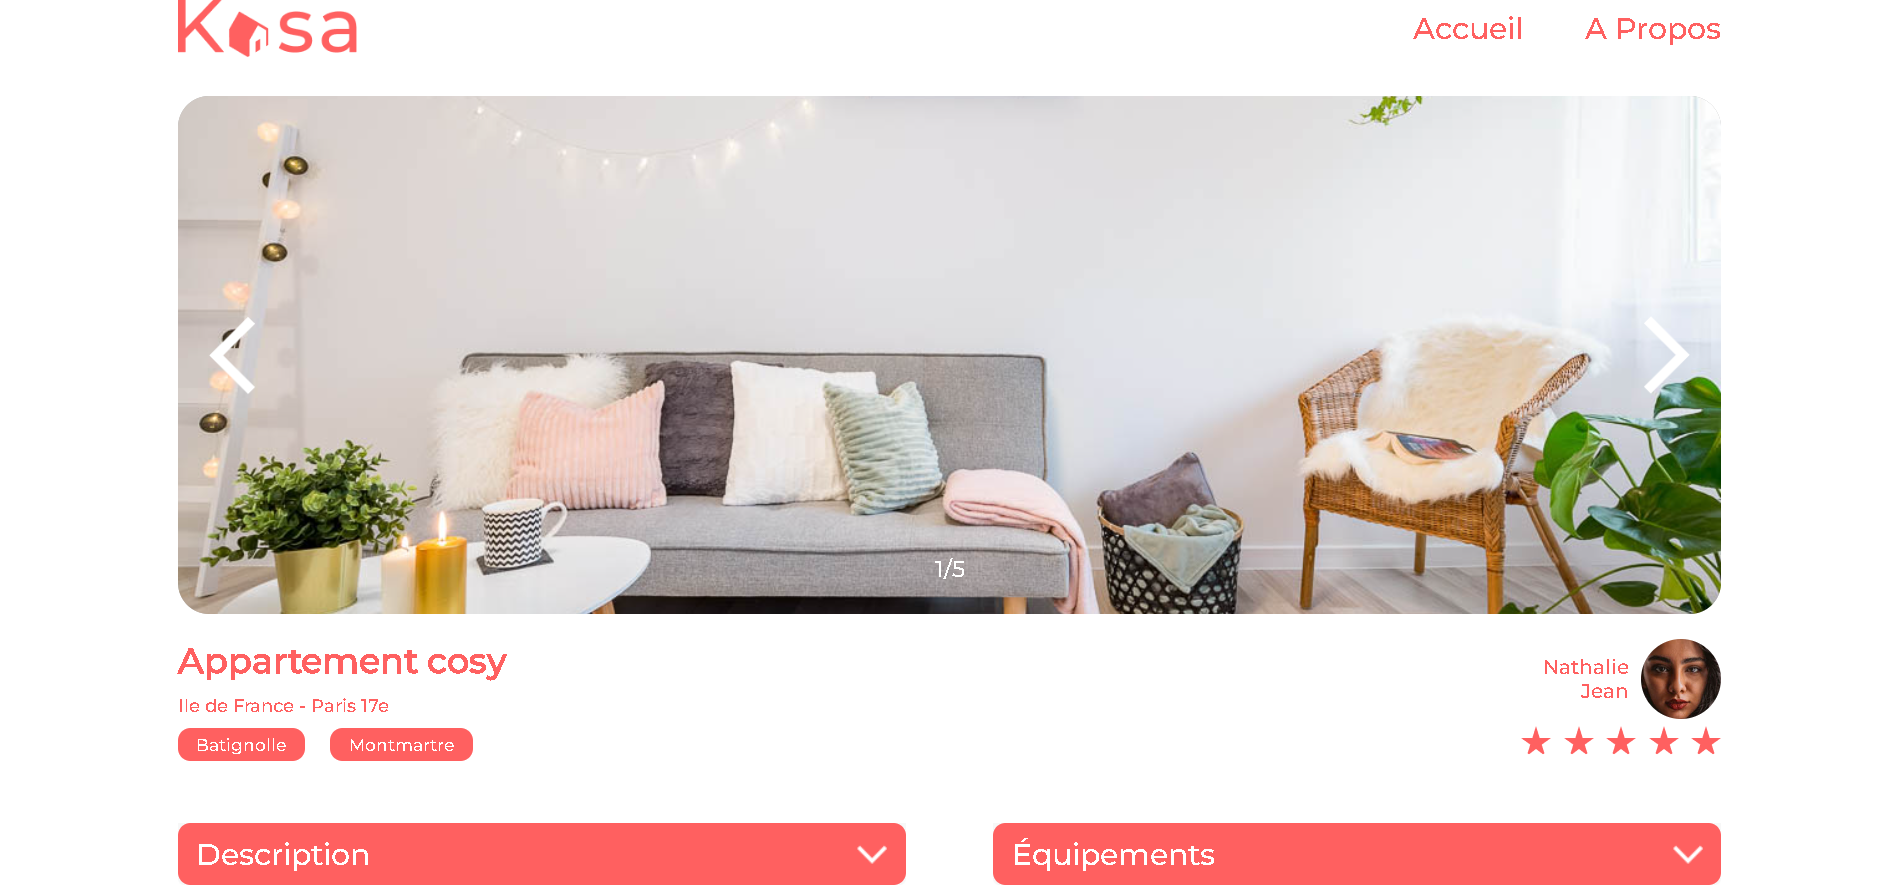 Kasa
Accueil
A Propos
1/5
Appartement cosy
Ile de France - Paris 17e
Batignolle
Montmartre
Nathalie
Jean
Description
Équipements